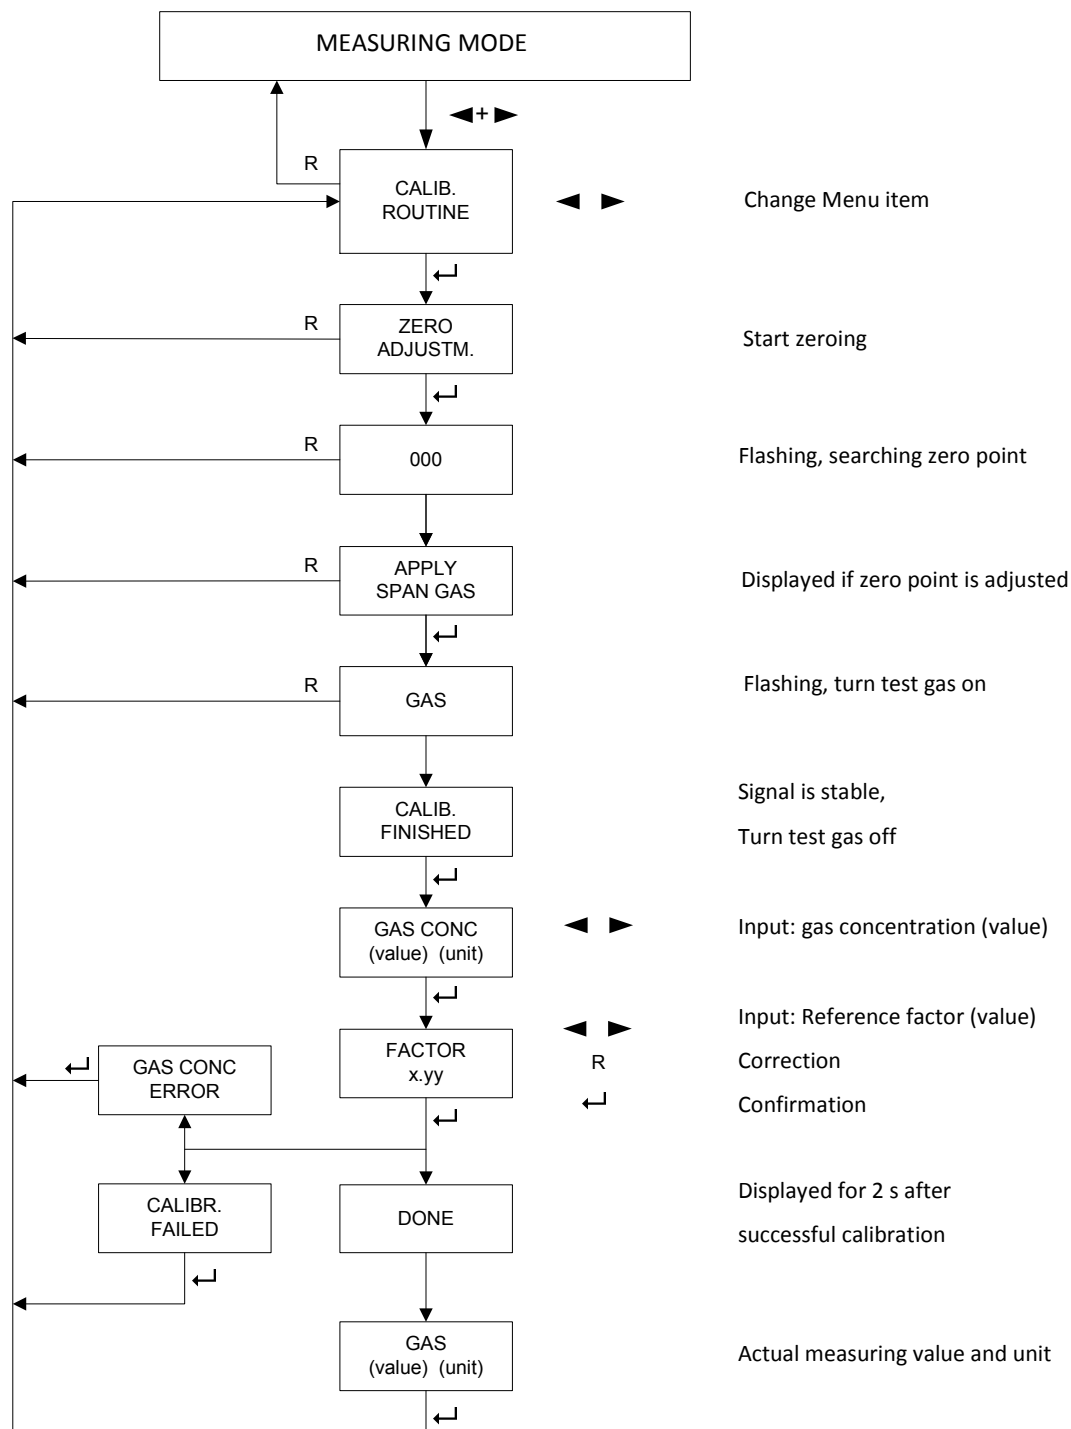 MEASURING MODE
◄+►
R
CALIB.
ROUTINE
◄ ►
Change Menu item
↵
R
ZERO
ADJUSTM.
Start zeroing
↵
R
000
Flashing, searching zero point
R
APPLY
SPAN GAS
Displayed if zero point is adjusted
↵
R
GAS
Flashing, turn test gas on
CALIB.
FINISHED
Signal is stable,
Turn test gas off
↵
GAS CONC
(value) (unit)
◄ ►
Input: gas concentration (value)
↵
FACTOR
x.yy
◄ ►
Input: Reference factor (value)
R
Correction
↵
Confirmation
↵
GAS CONC
ERROR
↵
CALIBR.
FAILED
↵
DONE
Displayed for 2 s after
successful calibration
GAS
(value) (unit)
Actual measuring value and unit
↵